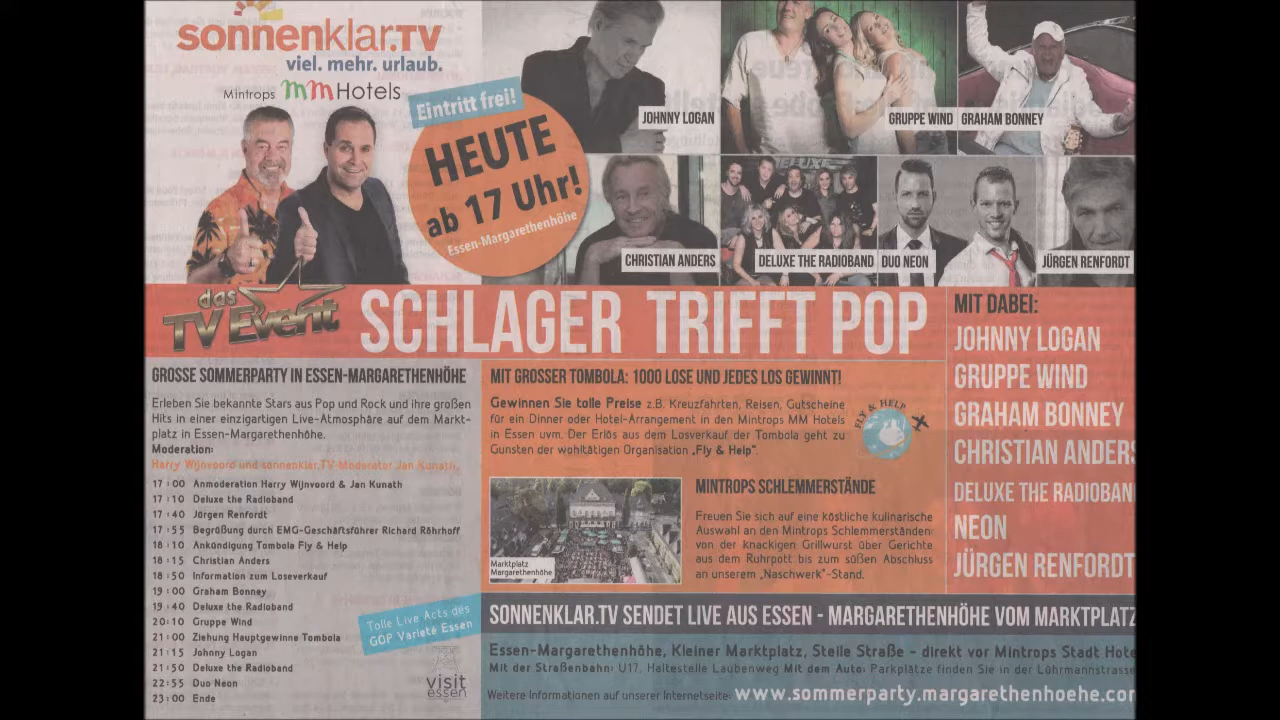 sonnenklar.TV
viel. mehr. urlaub.
Mintrops MM Hotels
Eintritt frei!
HEUTE
ab 17 Uhr!
Essen-Margarethenhöhe
JOHNNY LOGAN
GRUPPE WIND
GRAHAM BONNEY
CHRISTIAN ANDERS
DELUXE
DELUXE THE RADIOBAND
DUO NEON
JÜRGEN RENFORDT
das
TV Event
SCHLAGER TRIFFT POP
GROSSE SOMMERPARTY IN ESSEN-MARGARETHENHÖHE
Erleben Sie bekannte Stars aus Pop und Rock und ihre großen
Hits in einer einzigartigen Live-Atmosphäre auf dem Markt-
platz in Essen-Margarethenhöhe.
Moderation:
Harry Wijnvoord und sonnenklar.TV-Moderator Jan Kunath.
17:00 Anmoderation Harry Wijnvoord & Jan Kunath
17:10 Deluxe the Radioband
17:40 Jürgen Renfordt
17:55 Begrüßung durch EMG-Geschäftsführer Richard Röhrhoff
18:10 Ankündigung Tombola Fly & Help
18:15 Christian Anders
18:50 Information zum Loseverkauf
19:00 Graham Bonney
19:40 Deluxe the Radioband
20:10 Gruppe Wind
21:00 Ziehung Hauptgewinne Tombola
21:15 Johnny Logan
21:50 Deluxe the Radioband
22:55 Duo Neon
23:00 Ende
Tolle Live Acts des
GOP Varieté Essen
visit
essen
MIT GROSSER TOMBOLA: 1000 LOSE UND JEDES LOS GEWINNT!
Gewinnen Sie tolle Preise z.B. Kreuzfahrten, Reisen, Gutscheine
für ein Dinner oder Hotel-Arrangement in den Mintrops MM Hotels
in Essen uvm. Der Erlös aus dem Losverkauf der Tombola geht zu
Gunsten der wohltätigen Organisation „Fly & Help".
FLY & HELP
Marktplatz
Margarethenhöhe
MINTROPS SCHLEMMERSTÄNDE
Freuen Sie sich auf eine köstliche kulinarische
Auswahl an den Mintrops Schlemmerständen:
von der knackigen Grillwurst über Gerichte
aus dem Ruhrpott bis zum süßen Abschluss
an unserem „Naschwerk"-Stand.
MIT DABEI:
JOHNNY LOGAN
GRUPPE WIND
GRAHAM BONNEY
CHRISTIAN ANDERS
DELUXE THE RADIOBAN
NEON
JÜRGEN RENFORDT
SONNENKLAR.TV SENDET LIVE AUS ESSEN - MARGARETHENHÖHE VOM MARKTPLATZ
Essen-Margarethenhöhe, Kleiner Marktplatz, Steile Straße - direkt vor Mintrops Stadt Hote
Mit der Straßenbahn: U17, Haltestelle Laubenweg Mit dem Auto: Parkplätze finden Sie in der Lührmannstrasse
Weitere Informationen auf unserer Internetseite: www.sommerparty.margarethenhoehe.com